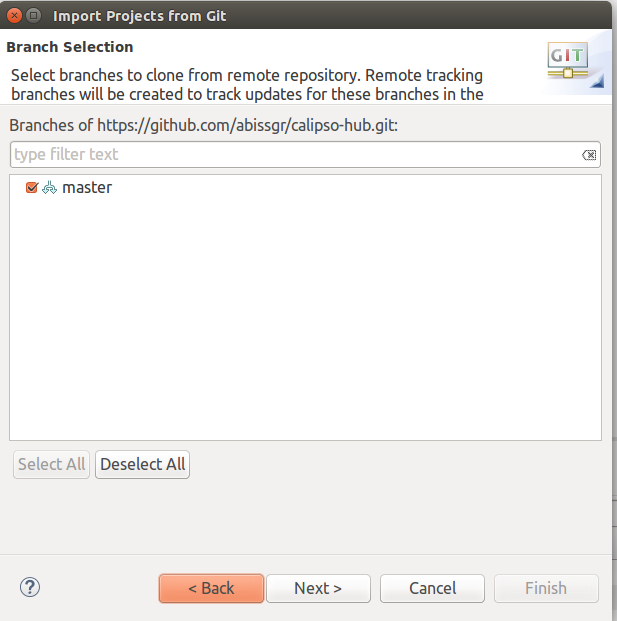 Import Projects from Git
Branch Selection
Select branches to clone from remote repository. Remote tracking
branches will be created to track updates for these branches in the
GIT
Branches of https://github.com/abissgr/calipso-hub.git:
type filter text
master
Select All Deselect All
? < Back Next > Cancel Finish